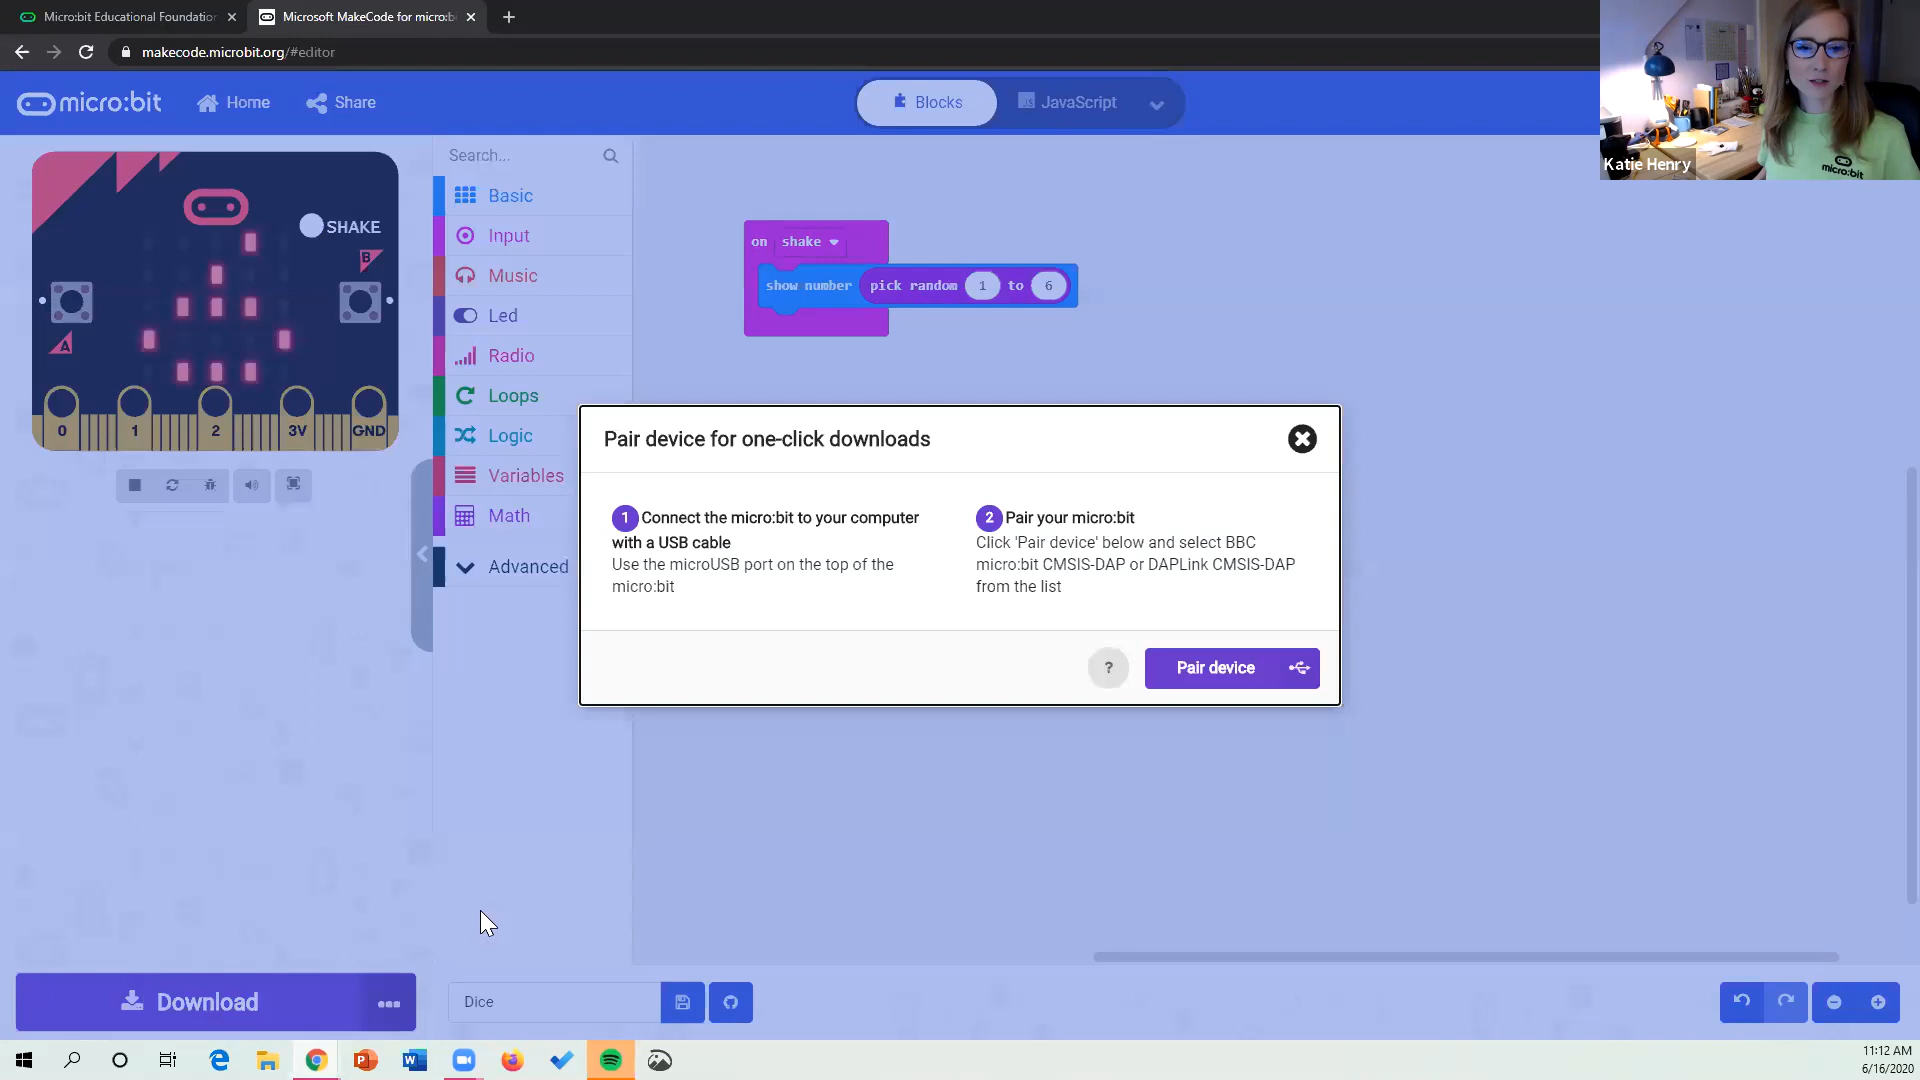 Micro:bit Educational Foundation
Microsoft MakeCode for micro:b
makecode.microbit.org/#editor
micro:bit
Home
Share
Blocks
JavaScript
Katie Henry
micro:bit
SHAKE
B
A
0
1
2
3V
GND
Search...
Basic
Input
Music
Led
Radio
Loops
Logic
Variables
Math
Advanced
on shake
show number pick random 1 to 6
Pair device for one-click downloads
1 Connect the micro:bit to your computer
with a USB cable
Use the microUSB port on the top of the
micro:bit
2 Pair your micro:bit
Click 'Pair device' below and select BBC
micro:bit CMSIS-DAP or DAPLink CMSIS-DAP
from the list
?
Pair device
Download
Dice
11:12 AM
6/16/2020